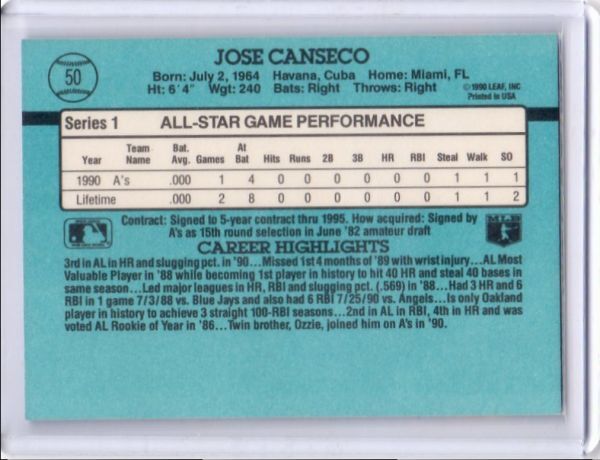 50
JOSE CANSECO
Born: July 2, 1964 Havana, Cuba Home: Miami, FL
Ht: 6'4" Wgt: 240 Bats: Right Throws: Right
©1990 LEAF, INC
Printed in USA
Series 1 ALL-STAR GAME PERFORMANCE
Year Team Name Bat. Avg. Games At Bat Hits Runs 2B 3B HR RBI Steal Walk SO
1990 A's .000 1 4 0 0 0 0 0 0 1 1 1
Lifetime .000 2 8 0 0 0 0 0 0 1 1 2
Contract: Signed to 5-year contract thru 1995. How acquired: Signed by
A's as 15th round selection in June '82 amateur draft
MLB
CAREER HIGHLIGHTS
3rd in AL in HR and slugging pct. in '90...Missed 1st 4 months of '89 with wrist injury...AL Most
Valuable Player in '88 while becoming 1st player in history to hit 40 HR and steal 40 bases in
same season...Led major leagues in HR, RBI and slugging pct. (.569) in '88...Had 3 HR and 6
RBI in 1 game 7/3/88 vs. Blue Jays and also had 6 RBI 7/25/90 vs. Angels...Is only Oakland
player in history to achieve 3 straight 100-RBI seasons...2nd in AL in RBI, 4th in HR and was
voted AL Rookie of Year in '86...Twin brother, Ozzie, joined him on A's in '90.